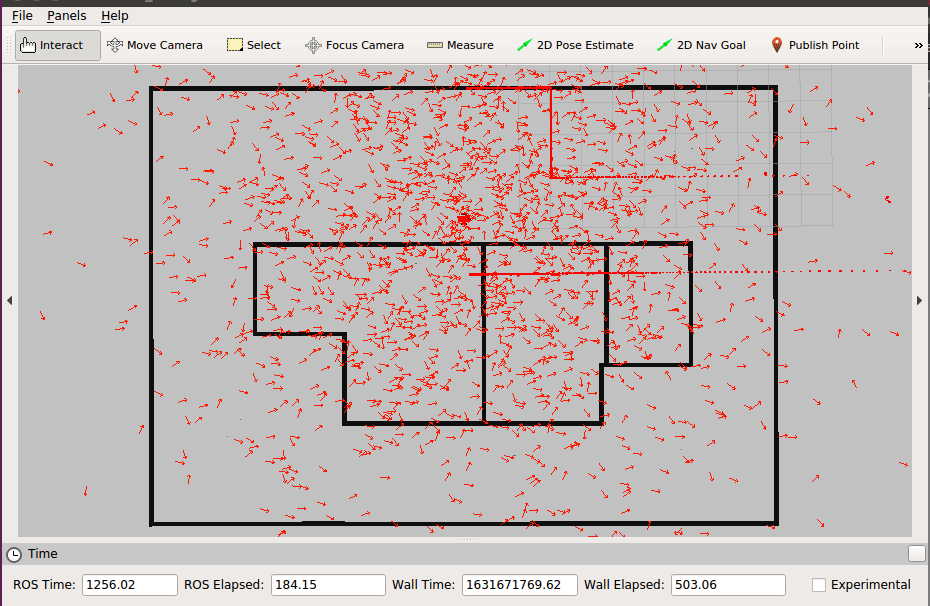 File Panels Help
Interact Move Camera Select Focus Camera Measure 2D Pose Estimate 2D Nav Goal Publish Point »
Time
ROS Time: 1256.02 ROS Elapsed: 184.15 Wall Time: 1631671769.62 Wall Elapsed: 503.06 Experimental